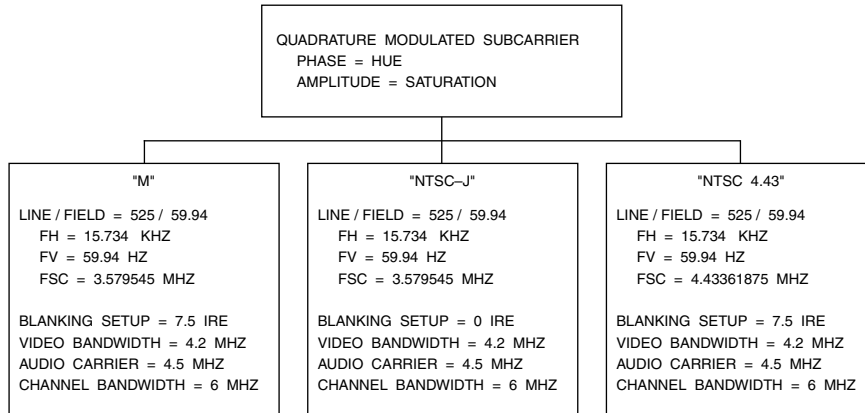 QUADRATURE MODULATED SUBCARRIER
PHASE = HUE
AMPLITUDE = SATURATION
"M"
LINE / FIELD = 525 / 59.94
FH = 15.734 KHZ
FV = 59.94 HZ
FSC = 3.579545 MHZ
BLANKING SETUP = 7.5 IRE
VIDEO BANDWIDTH = 4.2 MHZ
AUDIO CARRIER = 4.5 MHZ
CHANNEL BANDWIDTH = 6 MHZ
"NTSC–J"
LINE / FIELD = 525 / 59.94
FH = 15.734 KHZ
FV = 59.94 HZ
FSC = 3.579545 MHZ
BLANKING SETUP = 0 IRE
VIDEO BANDWIDTH = 4.2 MHZ
AUDIO CARRIER = 4.5 MHZ
CHANNEL BANDWIDTH = 6 MHZ
"NTSC 4.43"
LINE / FIELD = 525 / 59.94
FH = 15.734 KHZ
FV = 59.94 HZ
FSC = 4.43361875 MHZ
BLANKING SETUP = 7.5 IRE
VIDEO BANDWIDTH = 4.2 MHZ
AUDIO CARRIER = 4.5 MHZ
CHANNEL BANDWIDTH = 6 MHZ